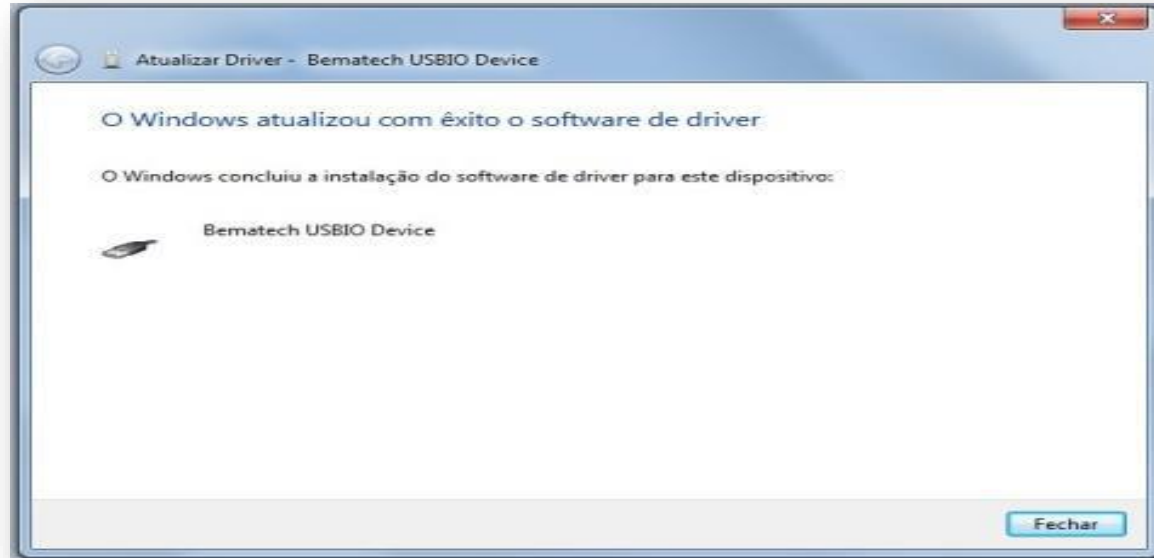 Atualizar Driver - Bematech USBIO Device
O Windows atualizou com êxito o software de driver
O Windows concluiu a instalação do software de driver para este dispositivo:
Bematech USBIO Device
Fechar